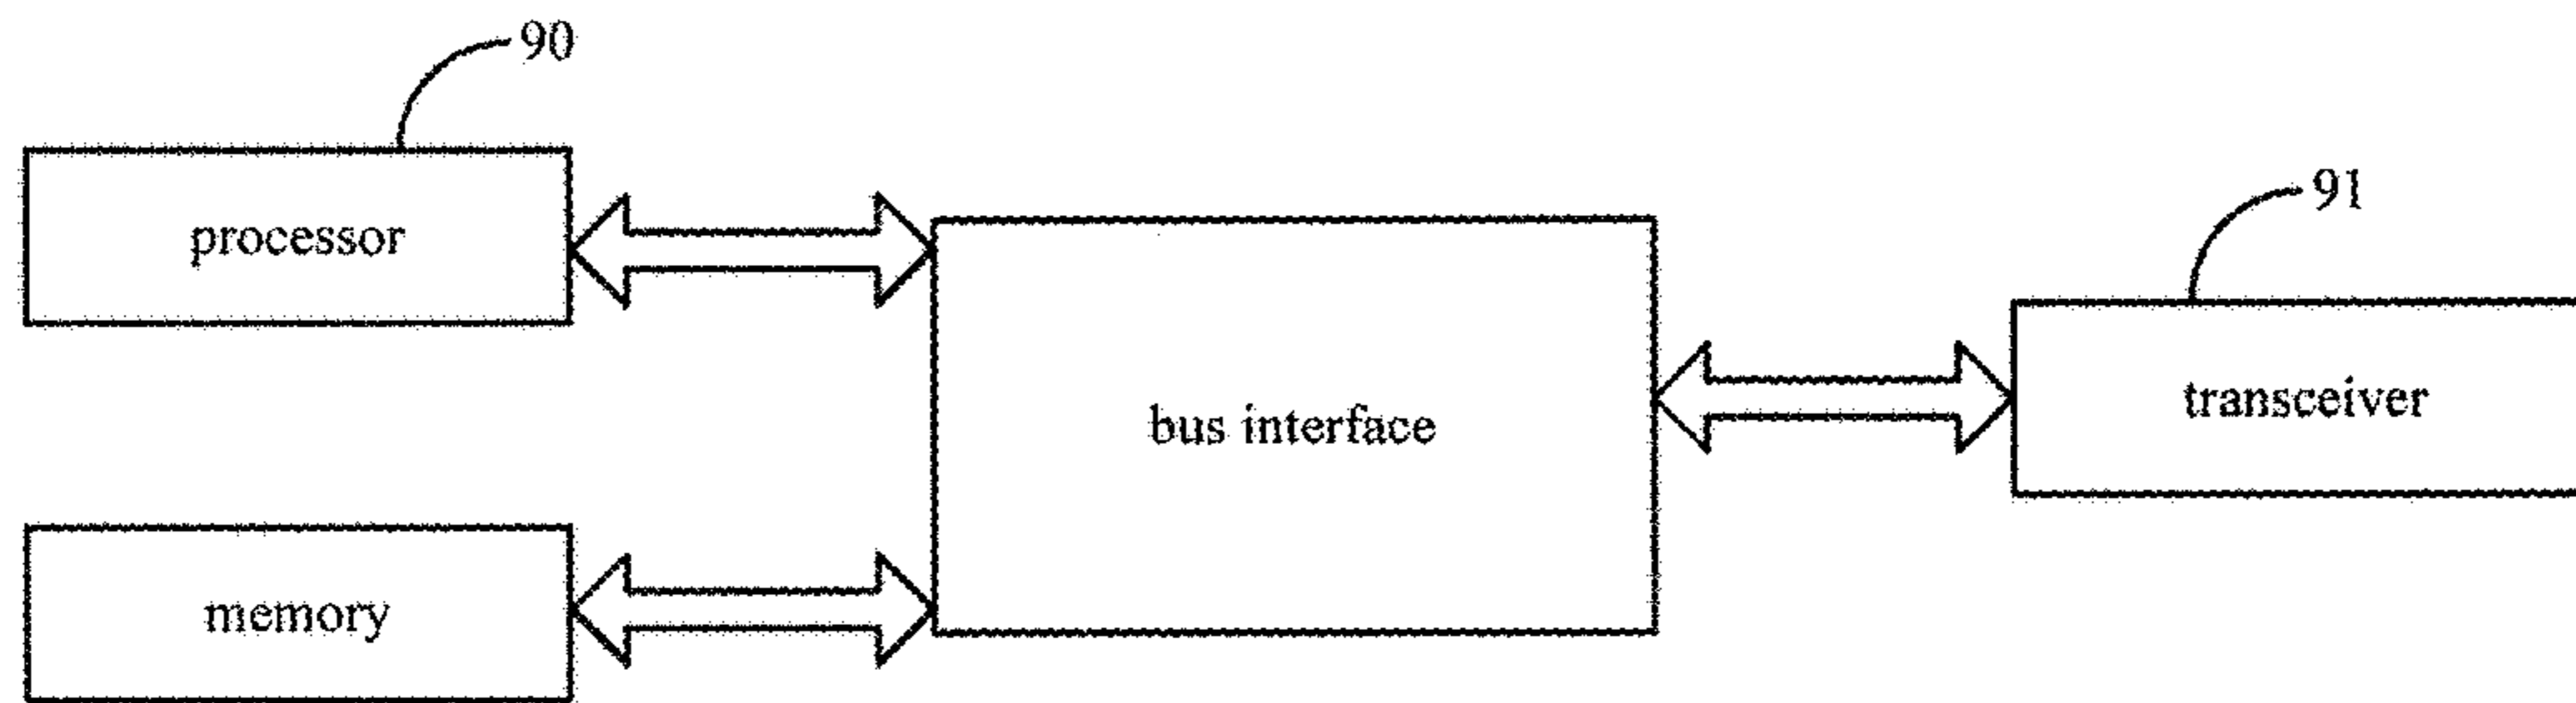 90
processor
91
transceiver
bus interface
memory